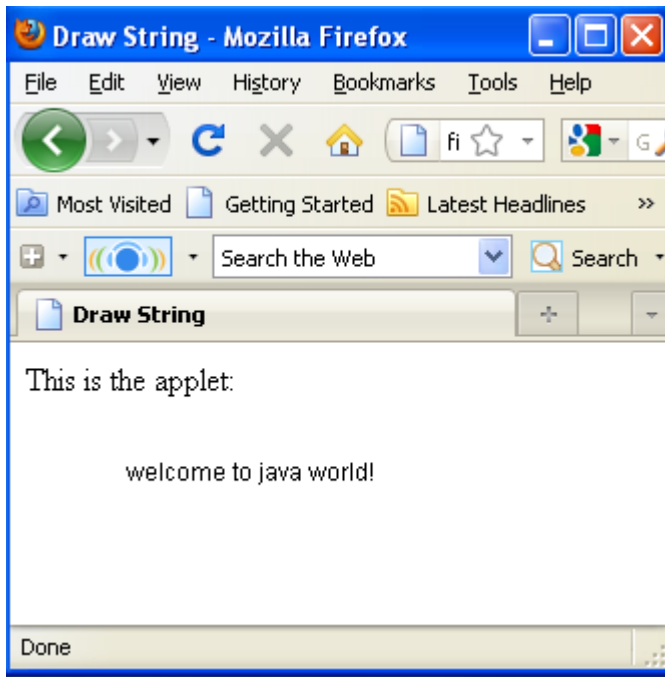 Draw String - Mozilla Firefox
File Edit View History Bookmarks Tools Help
fi G
Most Visited Getting Started Latest Headlines »
Search the Web Search
Draw String
This is the applet:
welcome to java world!
Done